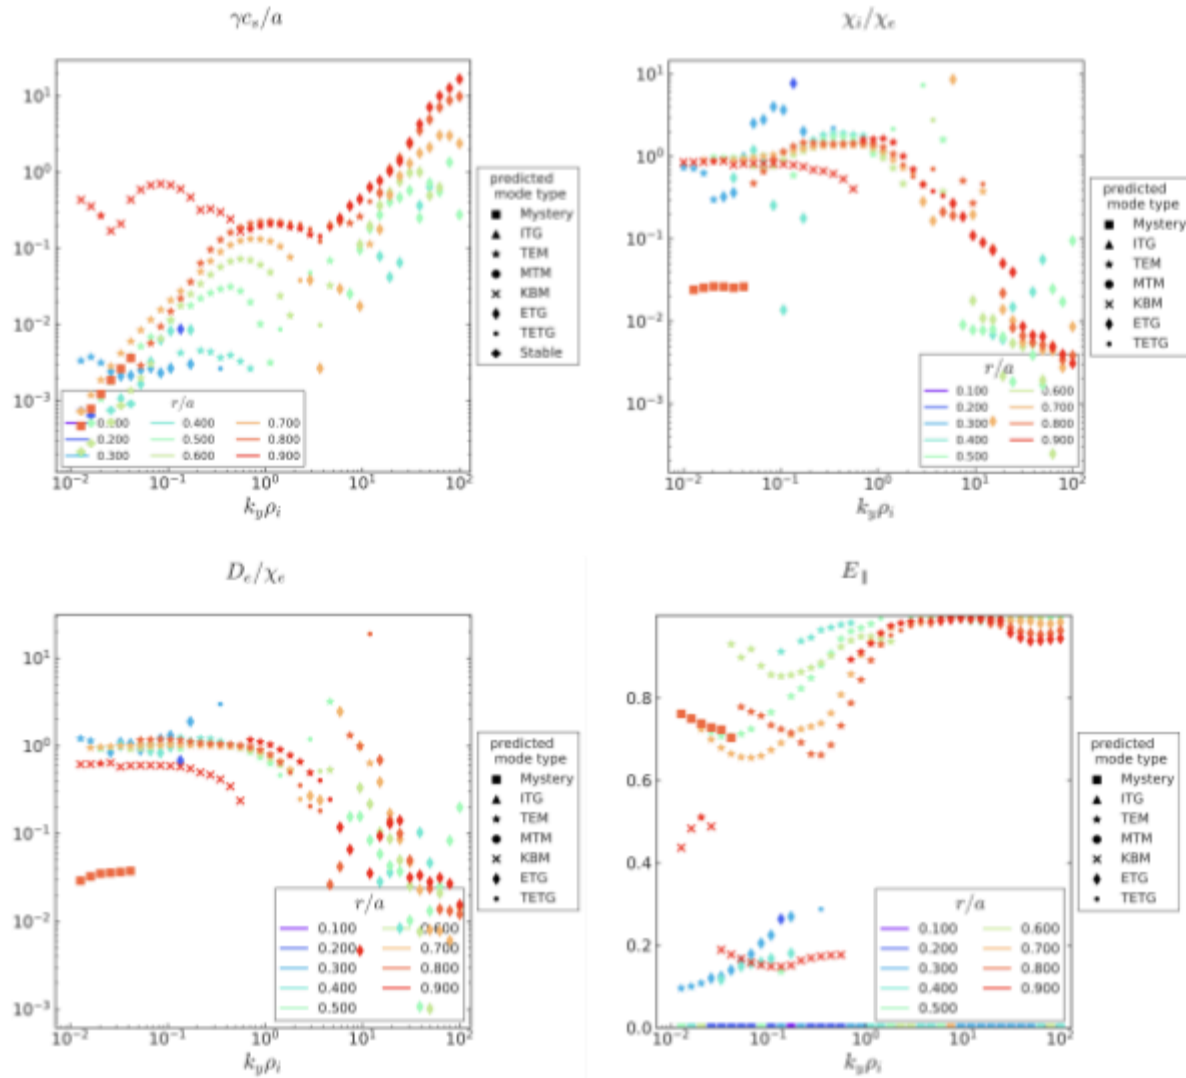 γc_s/a
10^1
10^0
10^-1
10^-2
10^-3
10^-2 10^-1 10^0 10^1 10^2
k_yρ_i
r/a
0.100 0.400 0.700
0.200 0.500 0.800
0.300 0.600 0.900
predicted
mode type
Mystery
ITG
TEM
MTM
KBM
ETG
TETG
Stable
χ_i/χ_e
10^1
10^0
10^-1
10^-2
10^-3
10^-2 10^-1 10^0 10^1 10^2
k_yρ_i
r/a
0.100 0.600
0.200 0.700
0.300 0.800
0.400 0.900
0.500
predicted
mode type
Mystery
ITG
TEM
MTM
KBM
ETG
TETG
D_e/χ_e
10^1
10^0
10^-1
10^-2
10^-3
10^-2 10^-1 10^0 10^1 10^2
k_yρ_i
r/a
0.100 0.600
0.200 0.700
0.300 0.800
0.400 0.900
0.500
predicted
mode type
Mystery
ITG
TEM
MTM
KBM
ETG
TETG
E_∥
0.8
0.6
0.4
0.2
0.0
10^-2 10^-1 10^0 10^1 10^2
k_yρ_i
r/a
0.100 0.600
0.200 0.700
0.300 0.800
0.400 0.900
0.500
predicted
mode type
Mystery
ITG
TEM
MTM
KBM
ETG
TETG